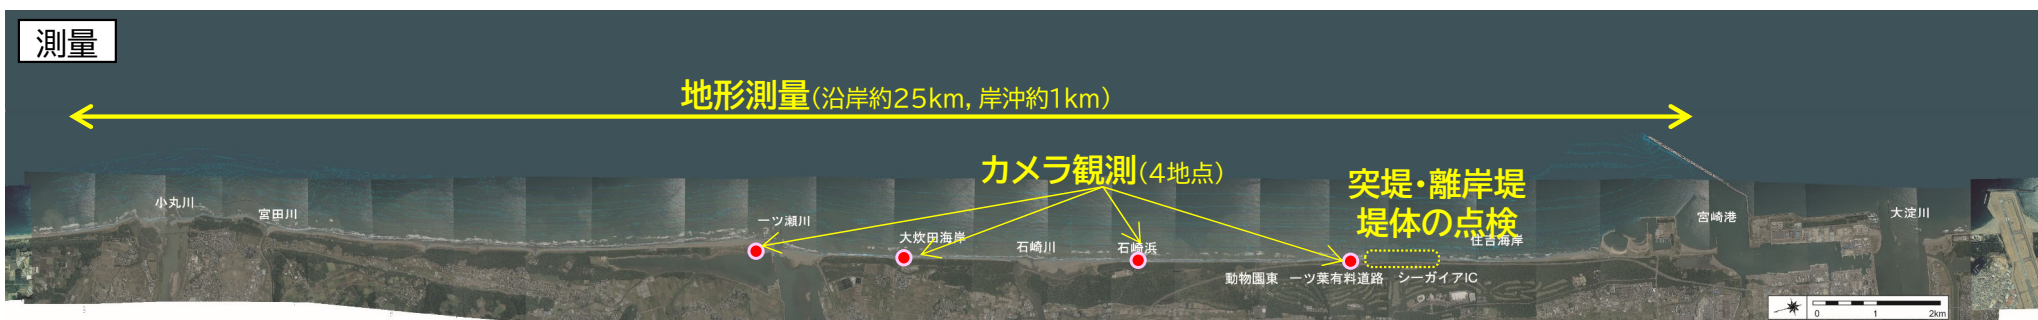 測量
地形測量(沿岸約25km, 岸沖約1km)
カメラ観測(4地点)
突堤・離岸堤
堤体の点検
小丸川
宮田川
一ツ瀬川
大炊田海岸
石崎川
石崎浜
住吉海岸
宮崎港
大淀川
動物園東
一ツ葉有料道路
シーガイアIC
0 1 2km